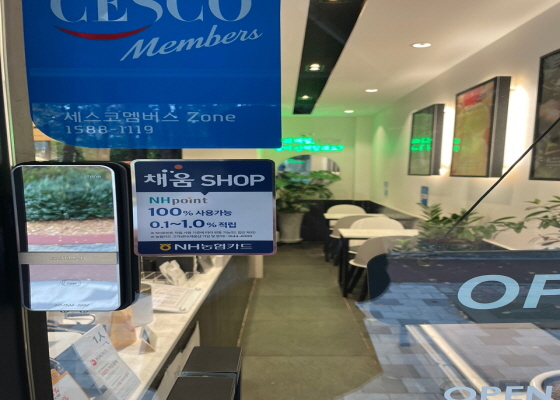 CESCO
Members
세스코멤버스 Zone
1588-1119
채움 SHOP
NHpoint
100% 사용가능
0.1~1.0% 적립
NH농협카드
OP
OPEN